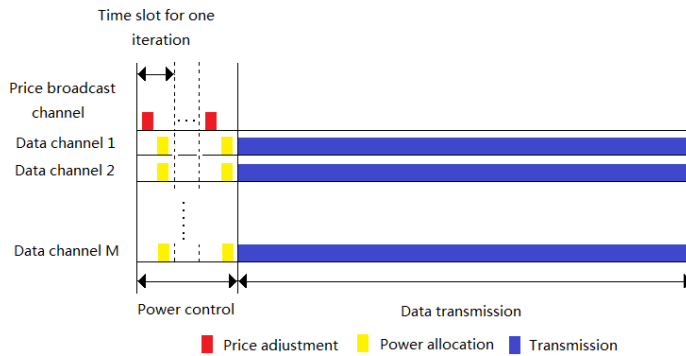 Time slot for one
iteration
Price broadcast
channel
Data channel 1
Data channel 2
Data channel M
Power control
Data transmission
Price adjustment
Power allocation
Transmission